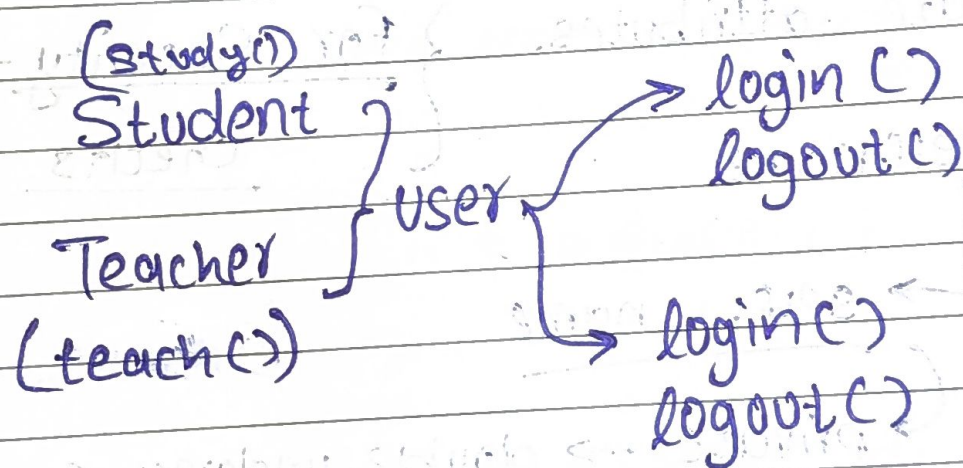 (study())
Student
Teacher
(teach())
user
login()
logout()
login()
logout()